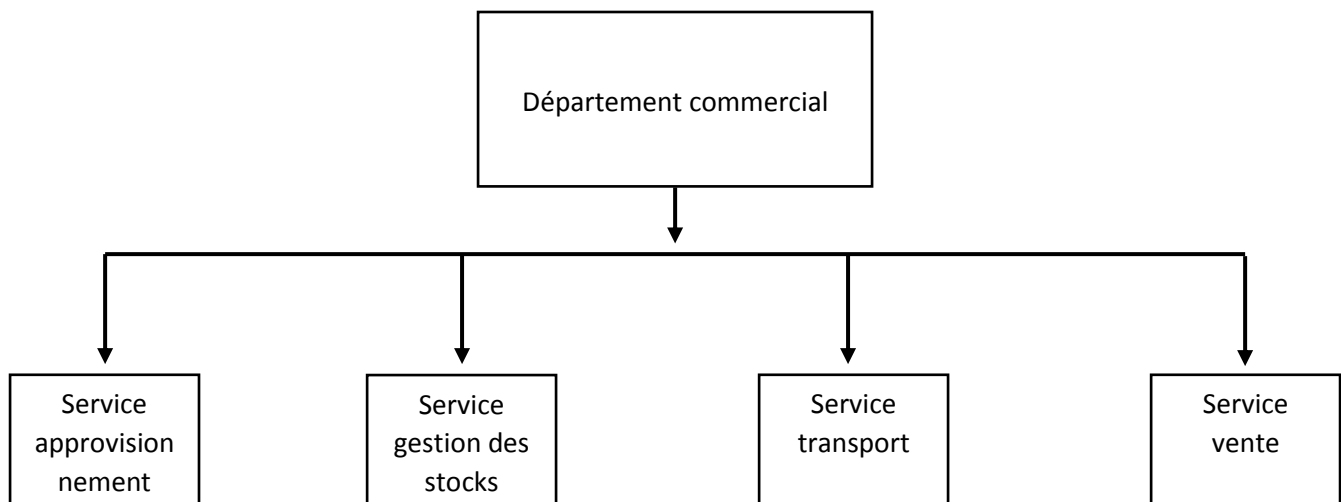 Département commercial
Service
approvision
nement
Service
gestion des
stocks
Service
transport
Service
vente